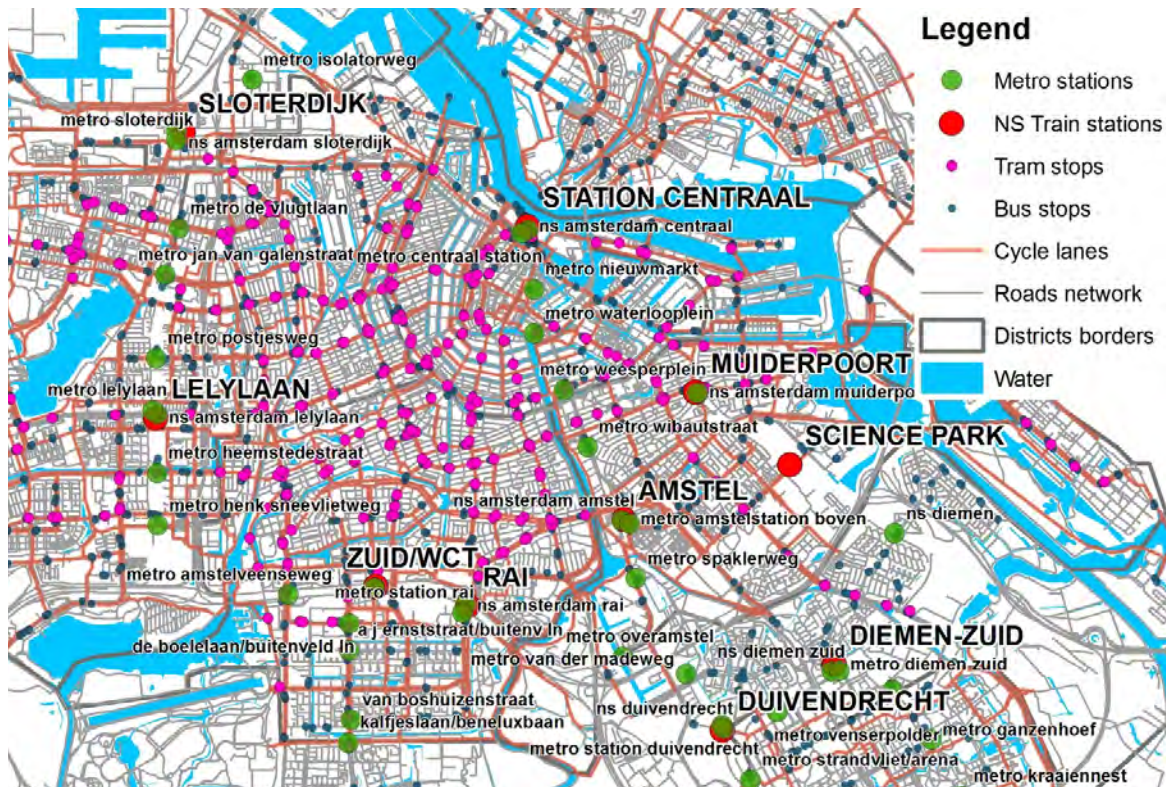 Legend
Metro stations
NS Train stations
Tram stops
Bus stops
Cycle lanes
Roads network
Districts borders
Water
metro isolatorweg
SLOTERDIJK
metro sloterdijk
ns amsterdam sloterdijk
STATION CENTRAAL
metro de vlugtlaan
ns amsterdam centraal
metro jan van galenstraat
metro centraal station
metro nieuwmarkt
metro waterlooplein
metro postjesweg
MUIDERPOORT
metro weesperplein
metro lelylaan
LELYLAAN
ns amsterdam muiderpo
ns amsterdam lelylaan
metro wibautstraat
SCIENCE PARK
metro heemstedestraat
AMSTEL
ns amsterdam amstel
metro henk sneevlietweg
ns diemen
metro amstelstation boven
ZUID/WCT
metro spaklerweg
RAI
metro amstelveenseweg
metro station rai
ns amsterdam rai
a j ernststraat/buitenv ln
de boelelaan/buitenveld ln
metro overamstel
DIEMEN-ZUID
ns diemen zuid
metro van der madeweg
metro diemen zuid
van boshuizenstraat
DUIVENDRECHT
ns duivendrecht
kalfjeslaan/beneluxbaan
metro venserpolder
metro ganzenhoef
metro station duivendrecht
metro strandvliet/arena
metro kraaiennest